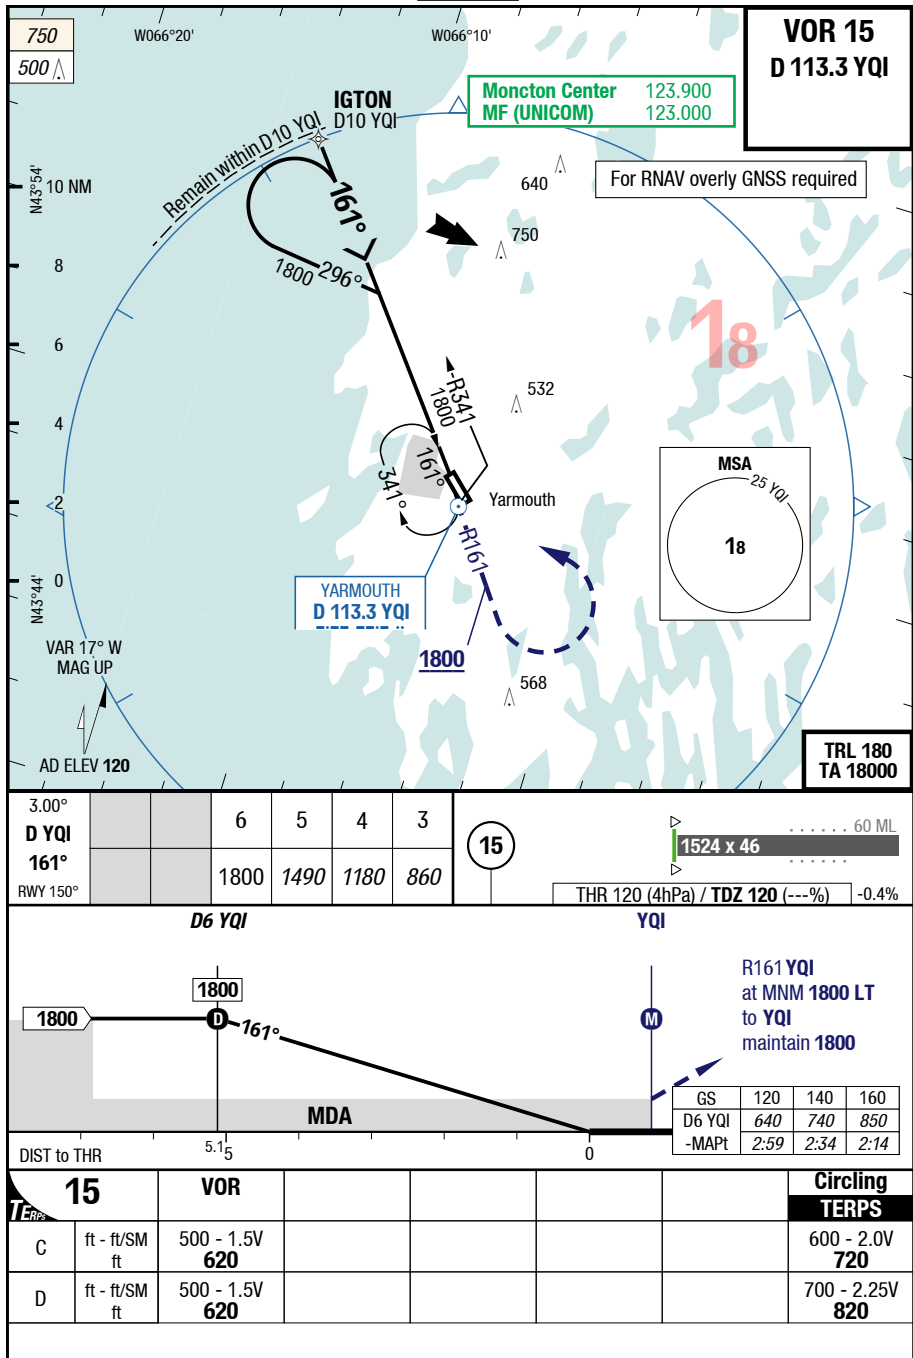 750
500
W066°20'
W066°10'
VOR 15
D 113.3 YQI
Moncton Center 123.900
MF (UNICOM) 123.000
IGTON
D10 YQI
Remain within D10 YQI
For RNAV overly GNSS required
N43°54'
10 NM
161°
640
750
1800 296°
8
6
18
4
R341
1800
532
161°
341°
MSA
25 YQI
18
2
Yarmouth
R161
0
N43°44'
YARMOUTH
D 113.3 YQI
1800
VAR 17° W
MAG UP
568
AD ELEV 120
TRL 180
TA 18000
3.00°
D YQI
161°
RWY 150°
6 5 4 3
1800 1490 1180 860
15
60 ML
1524 x 46
THR 120 (4hPa) / TDZ 120 (---%) -0.4%
D6 YQI
YQI
1800
1800
D
161°
M
R161 YQI
at MNM 1800 LT
to YQI
maintain 1800
MDA
GS 120 140 160
D6 YQI 640 740 850
-MAPt 2:59 2:34 2:14
DIST to THR
5.1
5
0
TERPS
15
VOR
Circling
TERPS
C
ft - ft/SM
ft
500 - 1.5V
620
600 - 2.0V
720
D
ft - ft/SM
ft
500 - 1.5V
620
700 - 2.25V
820